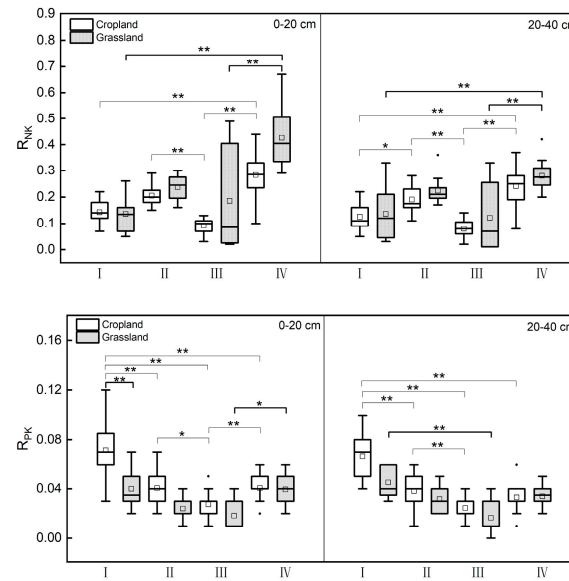 0.9
0.8
0.7
0.6
0.5
0.4
0.3
0.2
0.1
0.0
R_NK
Cropland
Grassland
0-20 cm
20-40 cm
** ** ** ** **
** ** ** ** ** *
I II III IV I II III IV
0.16
0.12
0.08
0.04
0.00
R_PK
Cropland
Grassland
0-20 cm
20-40 cm
** ** ** ** * ** *
** ** ** ** **
I II III IV I II III IV